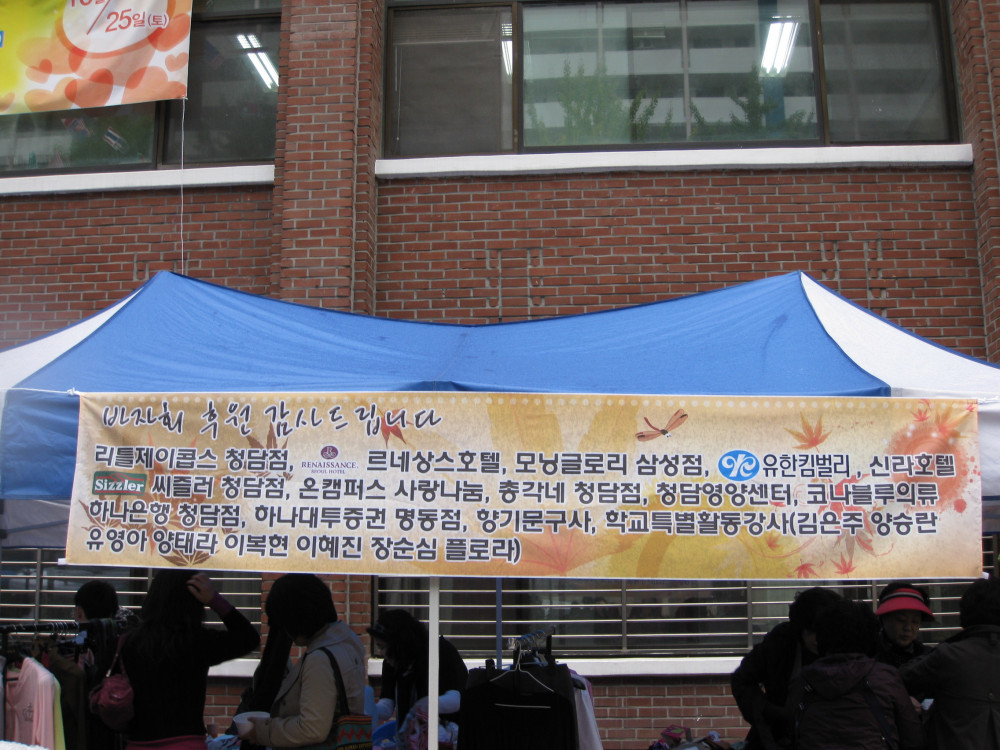 25일(토)
바자회 후원 감사드립니다
리틀제이콥스 청담점, RENAISSANCE. SEOUL HOTEL 르네상스호텔, 모닝글로리 삼성점, 유한킴벌리, 신라호텔
Sizzler 씨즐러 청담점, 온캠퍼스 사랑나눔, 총각네 청담점, 청담영양센터, 코나블루의류
하나은행 청담점, 하나대투증권 명동점, 향기문구사, 학교특별활동강사(김은주 양승란
유영아 양태라 이복현 이혜진 장순심 플로라)